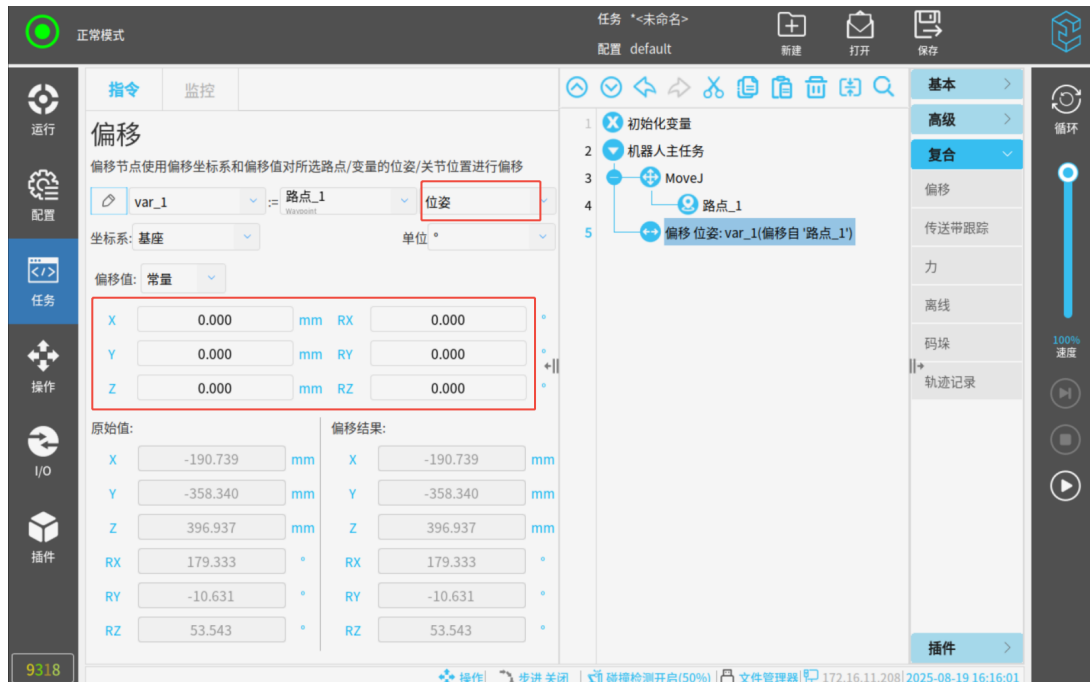 正常模式
任务 *<未命名>
配置 default
新建
打开
保存
运行
配置
任务
操作
I/O
插件
9318
指令
监控
偏移
偏移节点使用偏移坐标系和偏移值对所选路点/变量的位姿/关节位置进行偏移
var_1 := 路点_1 位姿
Waypoint
坐标系: 基座 单位 °
偏移值: 常量
X 0.000 mm RX 0.000 °
Y 0.000 mm RY 0.000 °
Z 0.000 mm RZ 0.000 °
原始值: 偏移结果:
X -190.739 mm X -190.739 mm
Y -358.340 mm Y -358.340 mm
Z 396.937 mm Z 396.937 mm
RX 179.333 ° RX 179.333 °
RY -10.631 ° RY -10.631 °
RZ 53.543 ° RZ 53.543 °
1 初始化变量
2 机器人主任务
3 MoveJ
4 路点_1
5 偏移 位姿: var_1(偏移自 '路点_1')
基本
高级
复合
偏移
传送带跟踪
力
离线
码垛
轨迹记录
插件
循环
100%
速度
操作 步进 关闭 碰撞检测开启(50%) 文件管理器 172.16.11.208 2025-08-19 16:16:01